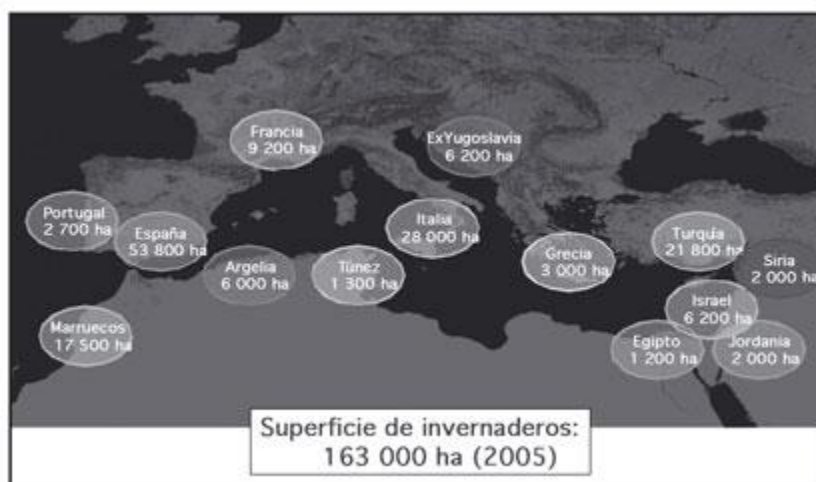 Francia
9 200 ha
ExYugoslavia
6 200 ha
Portugal
2 700 ha
España
53 800 ha
Italia
28 000 ha
Turquía
21 800 ha
Argelia
6 000 ha
Túnez
1 300 ha
Grecia
3 000 ha
Siria
2 000 ha
Marruecos
17 500 ha
Israel
6 200 ha
Egipto
1 200 ha
Jordania
2 000 ha
Superficie de invernaderos:
163 000 ha (2005)